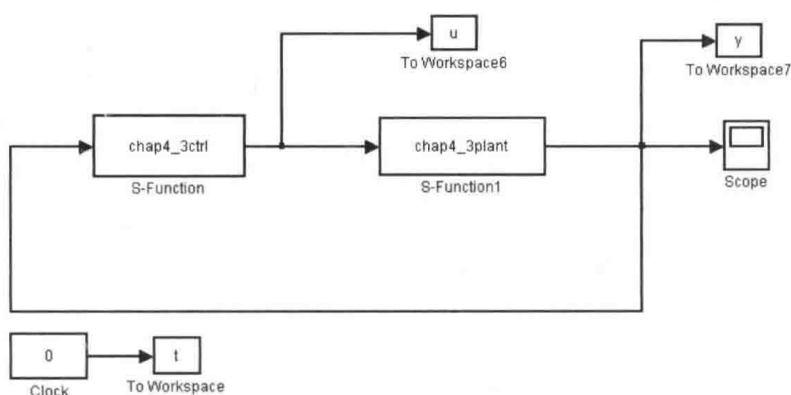 u
To Workspace6
y
To Workspace7
chap4_3ctrl
S-Function
chap4_3plant
S-Function1
Scope
0
Clock
t
To Workspace